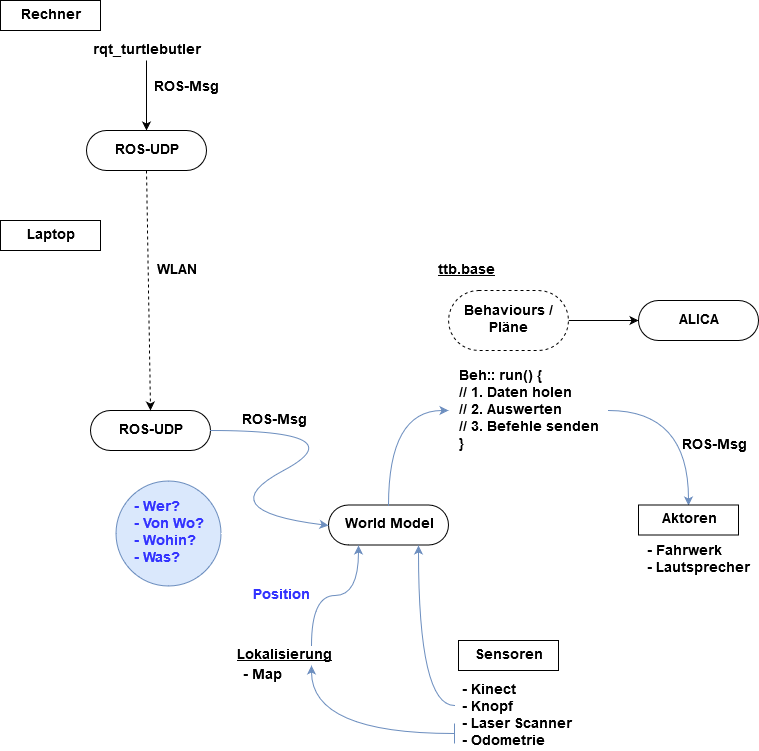 Rechner
rqt_turtlebutler
ROS-Msg
ROS-UDP
Laptop
WLAN
ttb.base
Behaviours /
Pläne
ALICA
Beh:: run() {
// 1. Daten holen
// 2. Auswerten
// 3. Befehle senden
}
ROS-UDP
ROS-Msg
ROS-Msg
- Wer?
- Von Wo?
- Wohin?
- Was?
World Model
Aktoren
- Fahrwerk
- Lautsprecher
Position
Lokalisierung
- Map
Sensoren
- Kinect
- Knopf
- Laser Scanner
- Odometrie